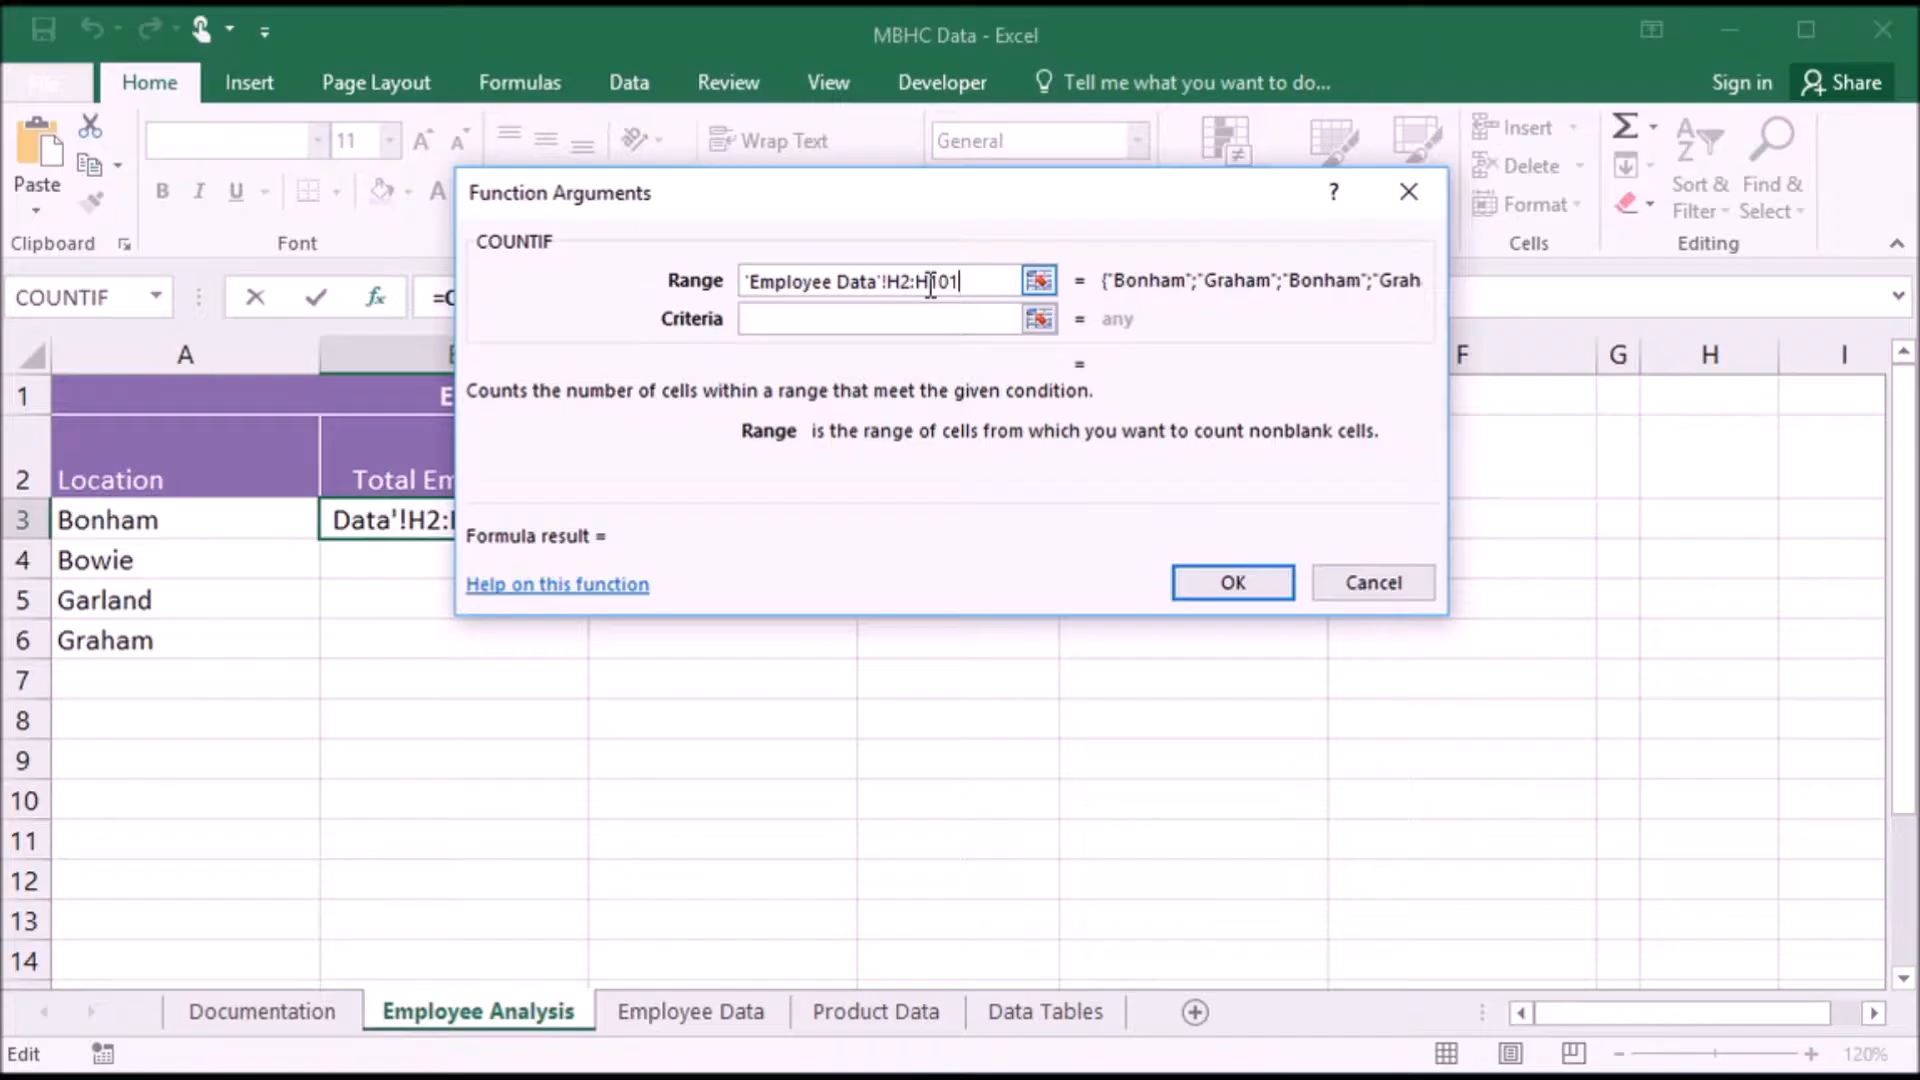 MBHC Data - Excel
File Home Insert Page Layout Formulas Data Review View Developer Tell me what you want to do... Sign in Share
Paste
Clipboard
11
B I U A
Font
Wrap Text
General
Insert
Delete
Format
Cells
Sort & Filter
Find & Select
Editing
Function Arguments ? ×
COUNTIF
Range 'Employee Data'!H2:H101 = {"Bonham";"Graham";"Bonham";"Grah
Criteria = any
=
Counts the number of cells within a range that meet the given condition.
Range is the range of cells from which you want to count nonblank cells.
Formula result =
Help on this function
OK Cancel
COUNTIF fx =C
A F G H I
1 E
2 Location Total Em
3 Bonham Data'!H2:
4 Bowie
5 Garland
6 Graham
7
8
9
10
11
12
13
14
Documentation Employee Analysis Employee Data Product Data Data Tables
Edit 120%